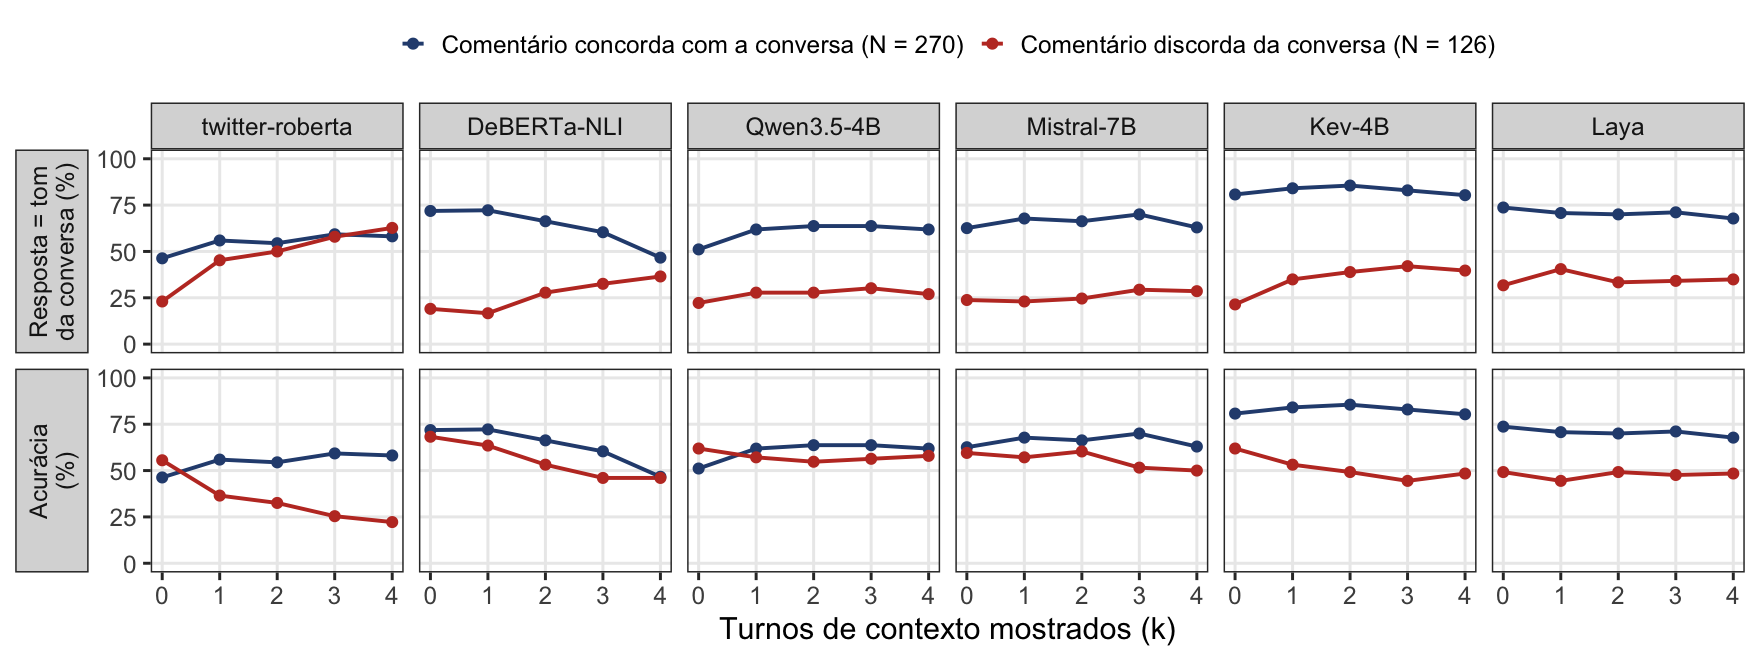 Comentário concorda com a conversa (N = 270) Comentário discorda da conversa (N = 126)
twitter-roberta DeBERTa-NLI Qwen3.5-4B Mistral-7B Kev-4B Laya
Resposta = tom
da conversa (%)
100
75
50
25
0
Acurácia
(%)
100
75
50
25
0
0 1 2 3 4 0 1 2 3 4 0 1 2 3 4 0 1 2 3 4 0 1 2 3 4 0 1 2 3 4
Turnos de contexto mostrados (k)